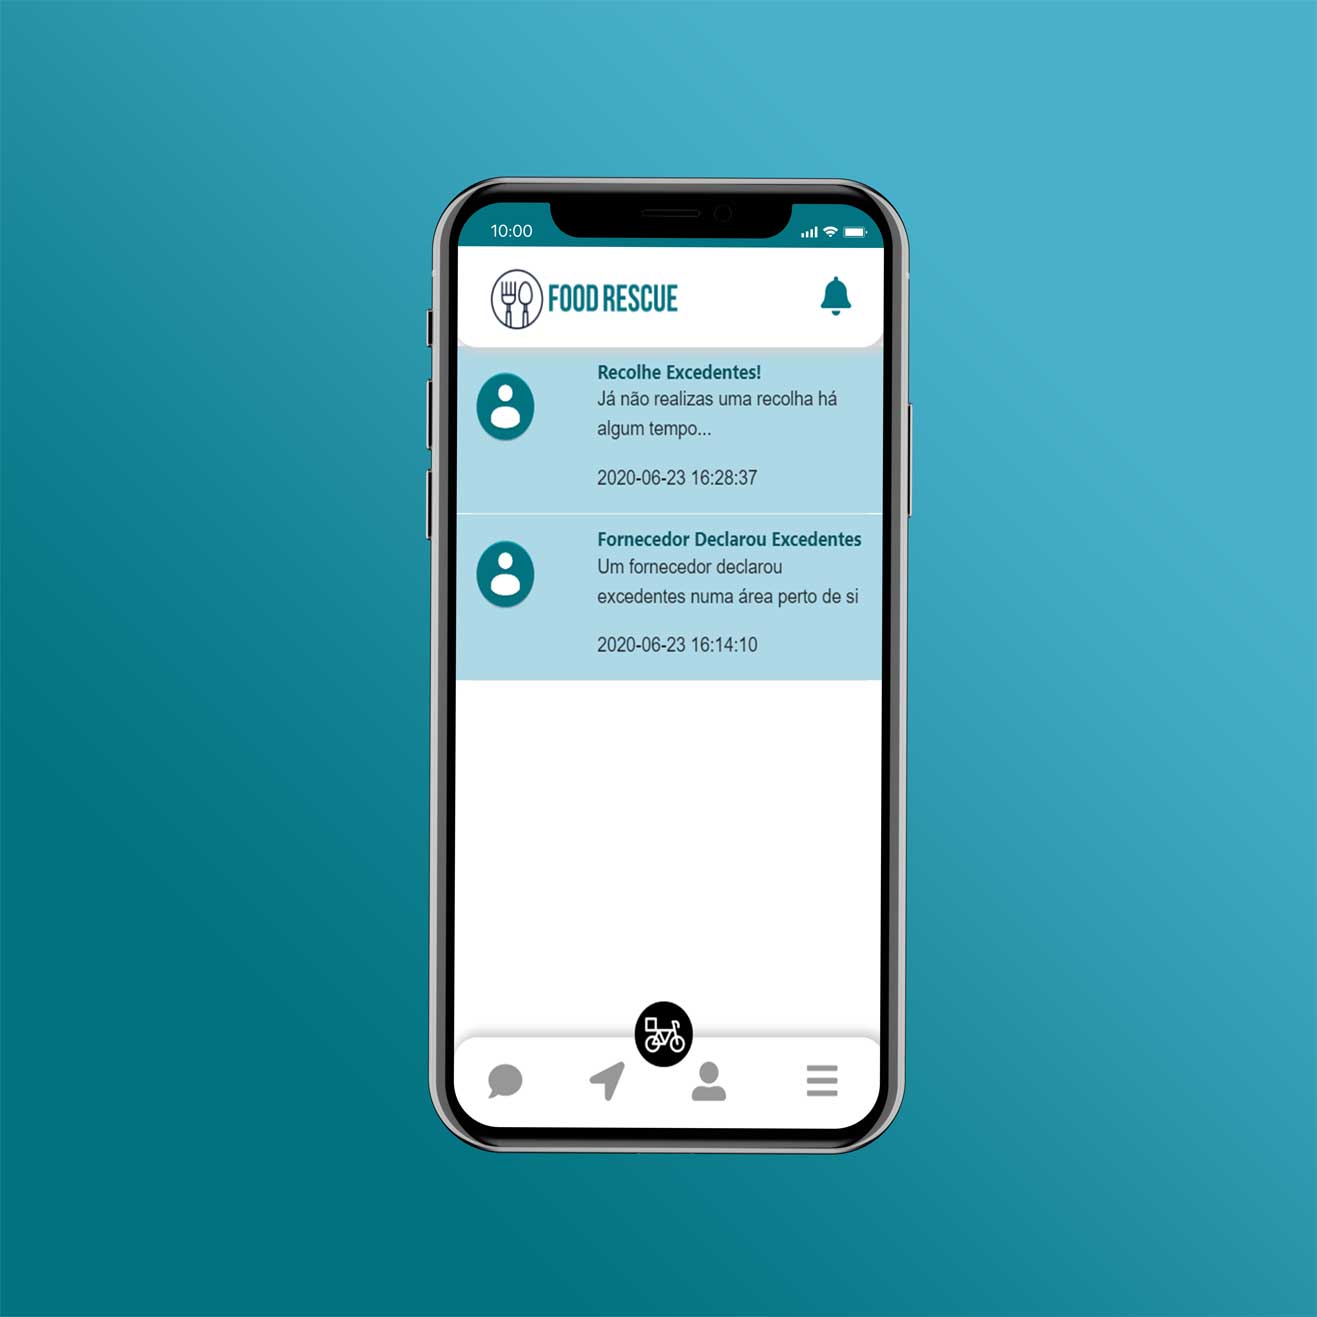 10:00
FOOD RESCUE
Recolhe Excedentes!
Já não realizas uma recolha há
algum tempo...
2020-06-23 16:28:37
Fornecedor Declarou Excedentes
Um fornecedor declarou
excedentes numa área perto de si
2020-06-23 16:14:10